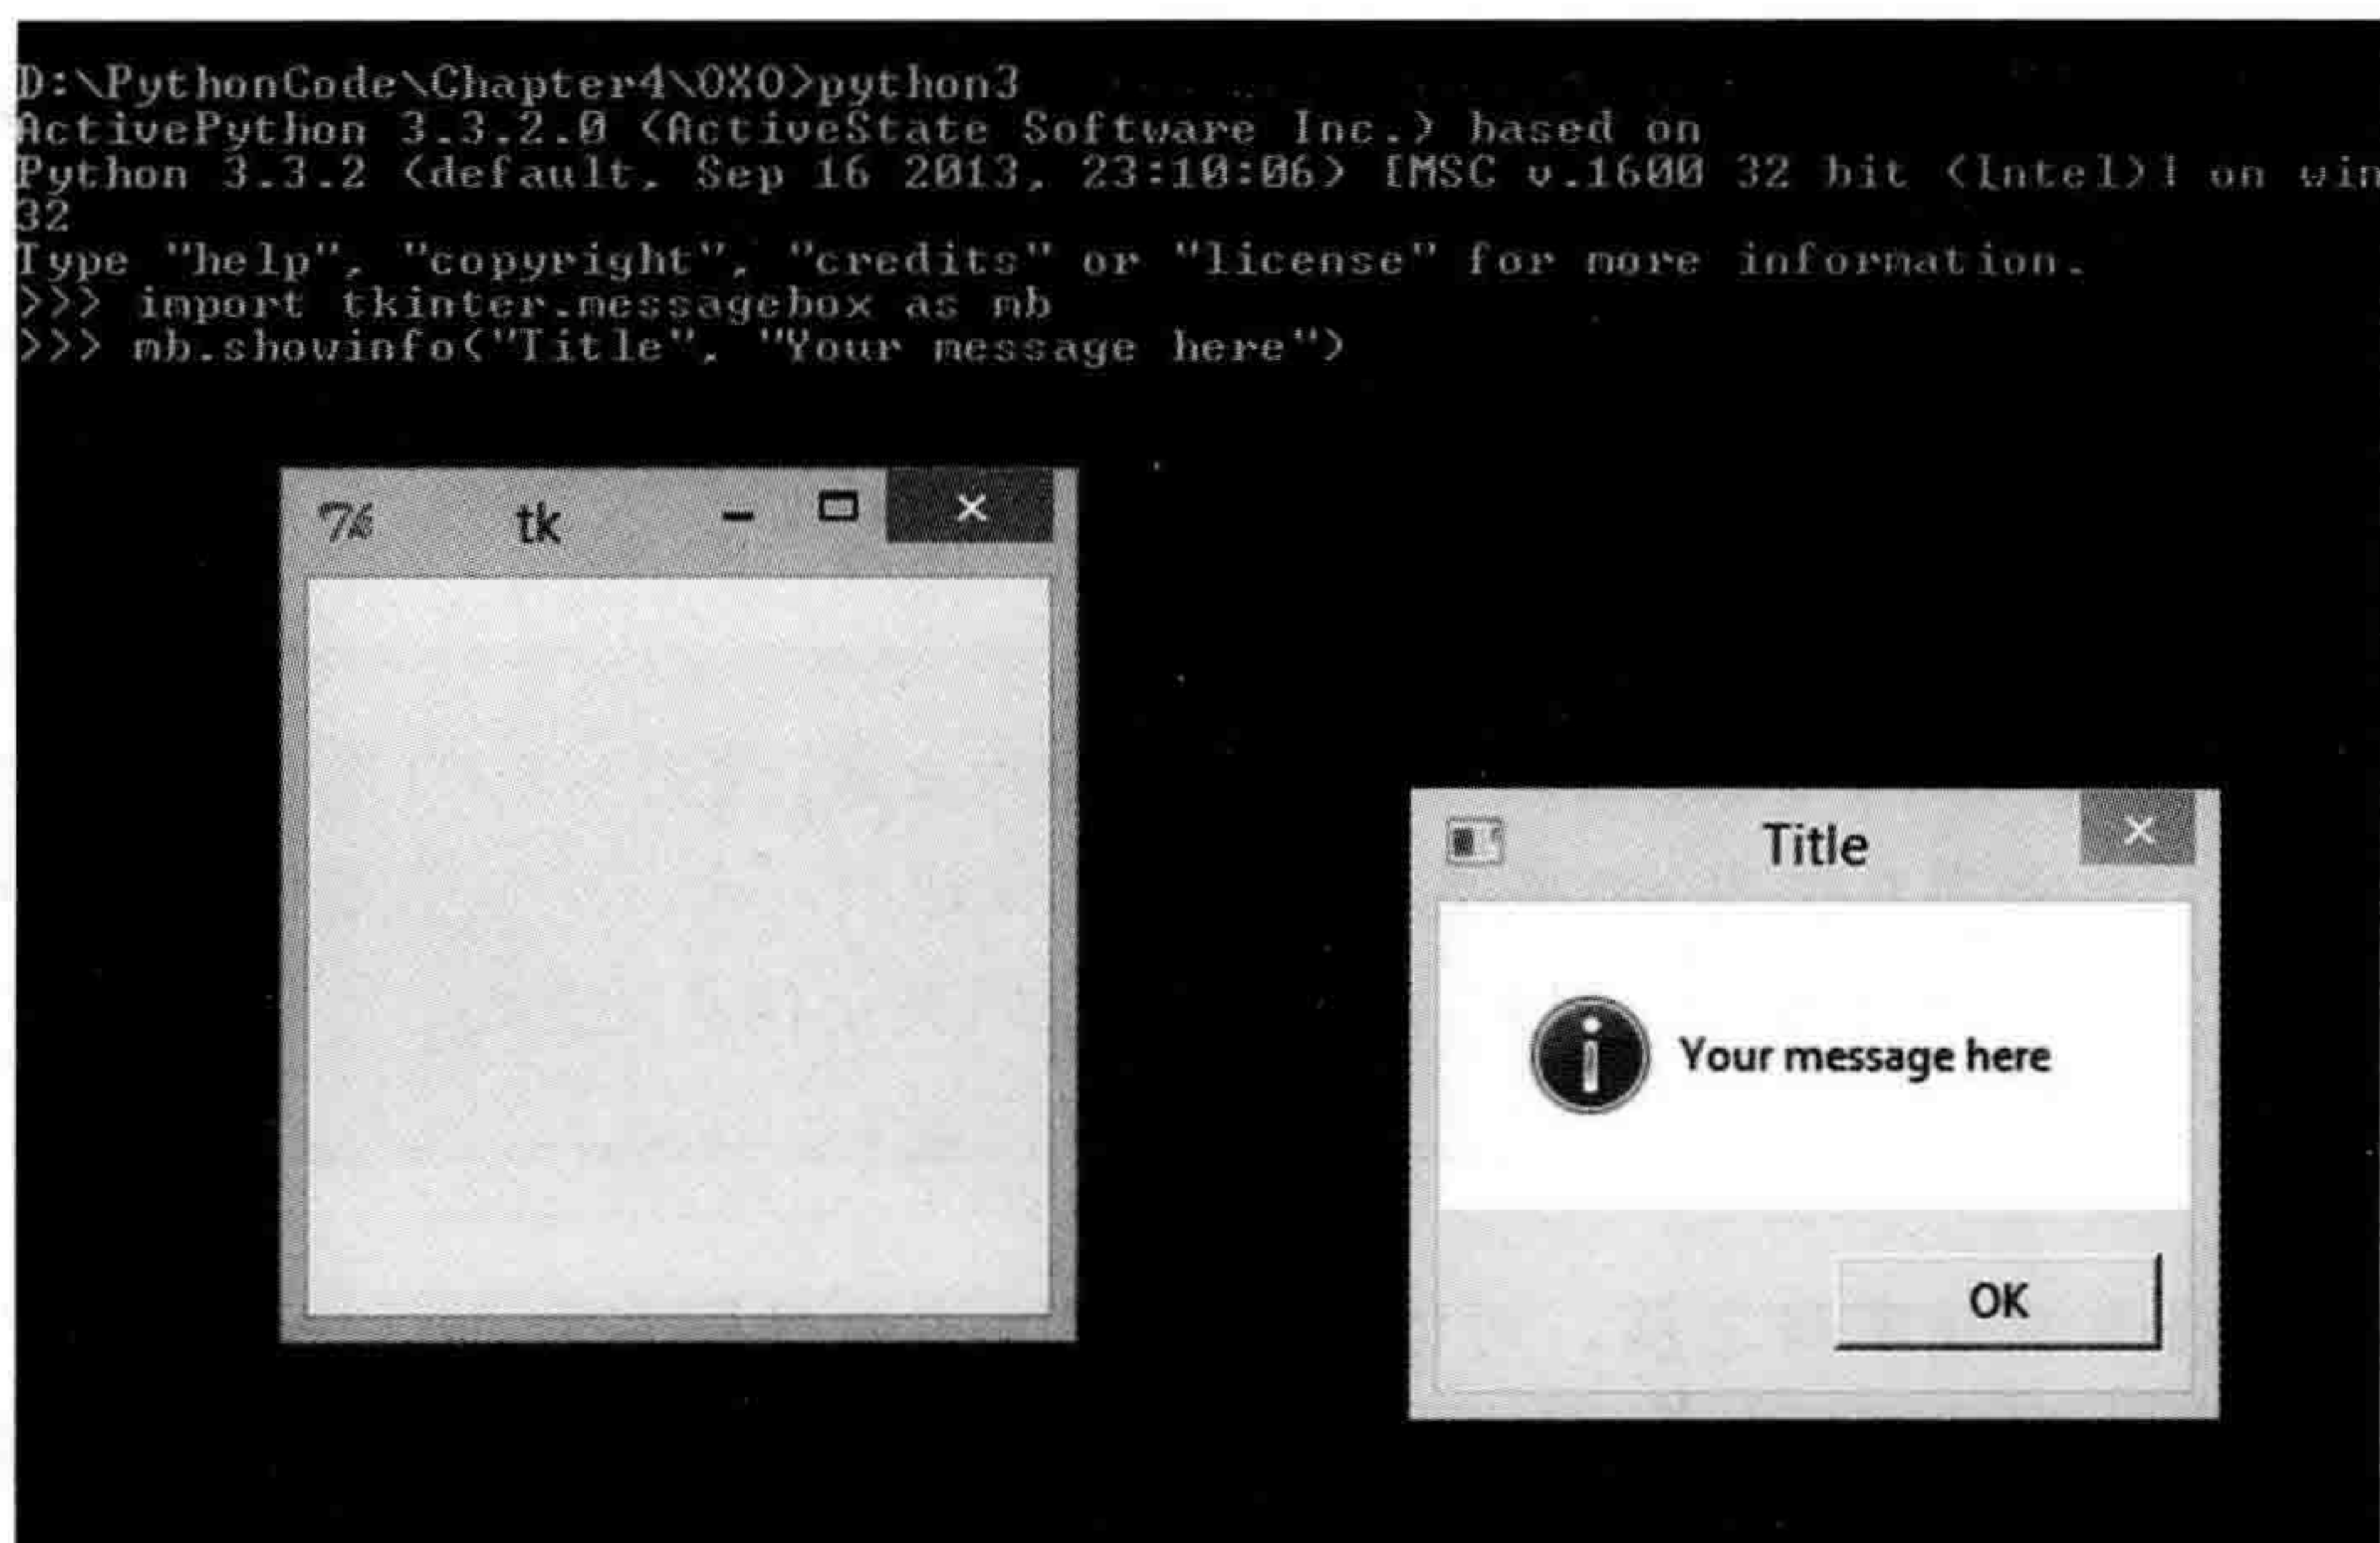 D:\PythonCode\Chapter4\OXO>python3
ActivePython 3.3.2.0 (ActiveState Software Inc.) based on
Python 3.3.2 (default, Sep 16 2013, 23:10:06) [MSC v.1600 32 bit (Intel)] on win
32
Type "help", "copyright", "credits" or "license" for more information.
>>> import tkinter.messagebox as mb
>>> mb.showinfo("Title", "Your message here")
tk
Title
Your message here
OK